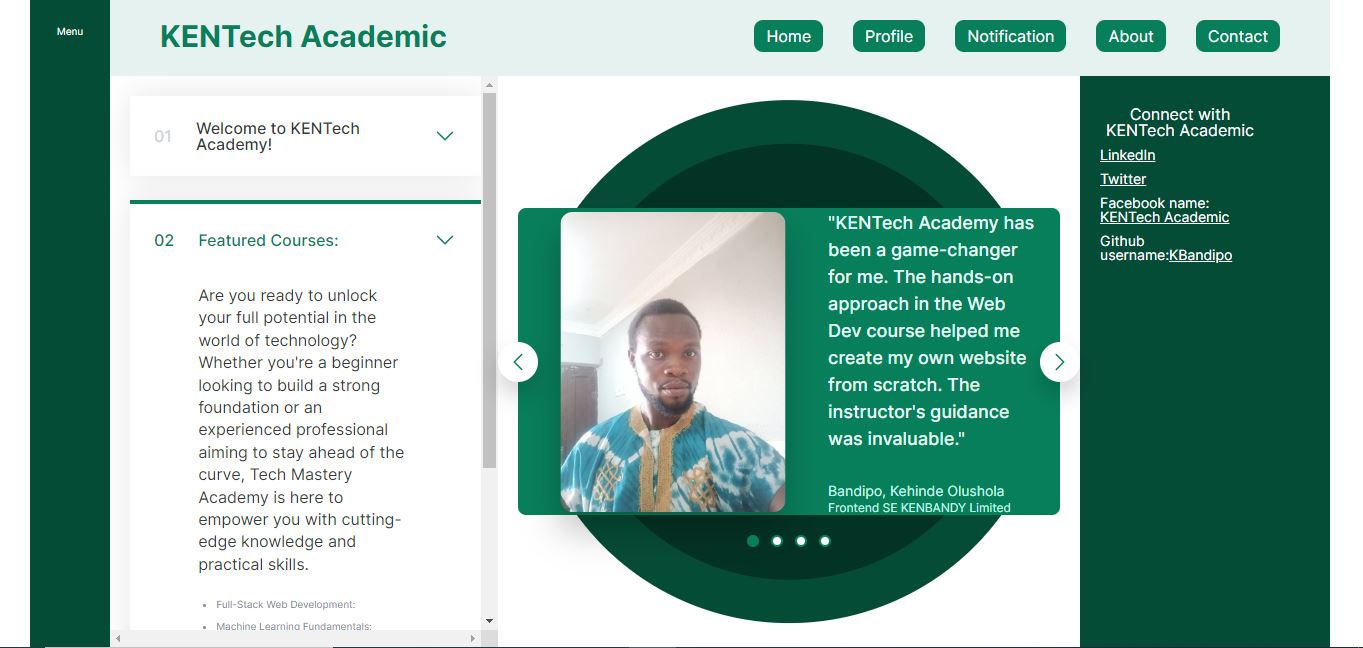 Menu
KENTech Academic
Home
Profile
Notification
About
Contact
01
Welcome to KENTech
Academy!
02
Featured Courses:
Are you ready to unlock
your full potential in the
world of technology?
Whether you're a beginner
looking to build a strong
foundation or an
experienced professional
aiming to stay ahead of the
curve, Tech Mastery
Academy is here to
empower you with cutting-
edge knowledge and
practical skills.
Full-Stack Web Development:
Machine Learning Fundamentals:
"KENTech Academy has
been a game-changer
for me. The hands-on
approach in the Web
Dev course helped me
create my own website
from scratch. The
instructor's guidance
was invaluable."
Bandipo, Kehinde Olushola
Frontend SE KENBANDY Limited
Connect with
KENTech Academic
LinkedIn
Twitter
Facebook name:
KENTech Academic
Github
username:KBandipo